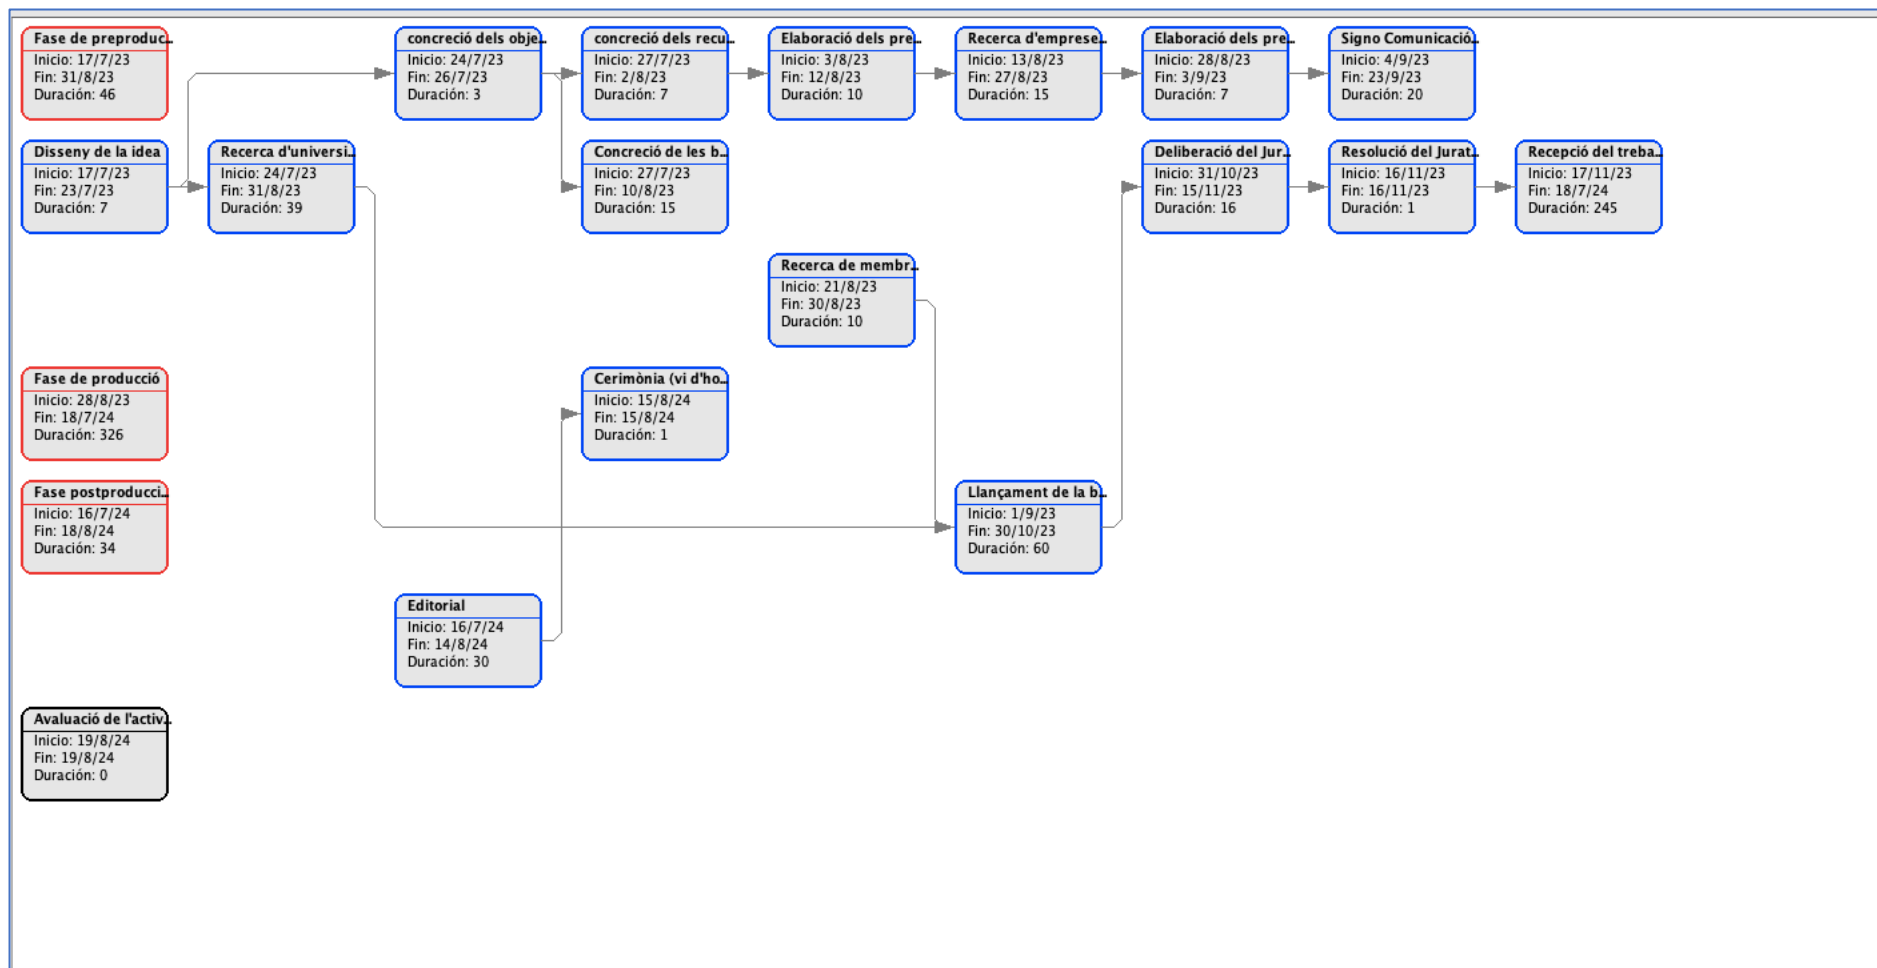 Fase de preproduc...
Inicio: 17/7/23
Fin: 31/8/23
Duración: 46
concreció dels obje...
Inicio: 24/7/23
Fin: 26/7/23
Duración: 3
concreció dels recu...
Inicio: 27/7/23
Fin: 2/8/23
Duración: 7
Elaboració dels pre...
Inicio: 3/8/23
Fin: 12/8/23
Duración: 10
Recerca d'emprese...
Inicio: 13/8/23
Fin: 27/8/23
Duración: 15
Elaboració dels pre...
Inicio: 28/8/23
Fin: 3/9/23
Duración: 7
Signo Comunicació...
Inicio: 4/9/23
Fin: 23/9/23
Duración: 20
Disseny de la idea
Inicio: 17/7/23
Fin: 23/7/23
Duración: 7
Recerca d'universi...
Inicio: 24/7/23
Fin: 31/8/23
Duración: 39
Concreció de les b...
Inicio: 27/7/23
Fin: 10/8/23
Duración: 15
Deliberació del Jur...
Inicio: 31/10/23
Fin: 15/11/23
Duración: 16
Resolució del Jurat...
Inicio: 16/11/23
Fin: 16/11/23
Duración: 1
Recepció del treba...
Inicio: 17/11/23
Fin: 18/7/24
Duración: 245
Recerca de membr...
Inicio: 21/8/23
Fin: 30/8/23
Duración: 10
Fase de producció
Inicio: 28/8/23
Fin: 18/7/24
Duración: 326
Cerimònia (vi d'ho...
Inicio: 15/8/24
Fin: 15/8/24
Duración: 1
Fase postproducci...
Inicio: 16/7/24
Fin: 18/8/24
Duración: 34
Llançament de la b...
Inicio: 1/9/23
Fin: 30/10/23
Duración: 60
Editorial
Inicio: 16/7/24
Fin: 14/8/24
Duración: 30
Avaluació de l'activ...
Inicio: 19/8/24
Fin: 19/8/24
Duración: 0